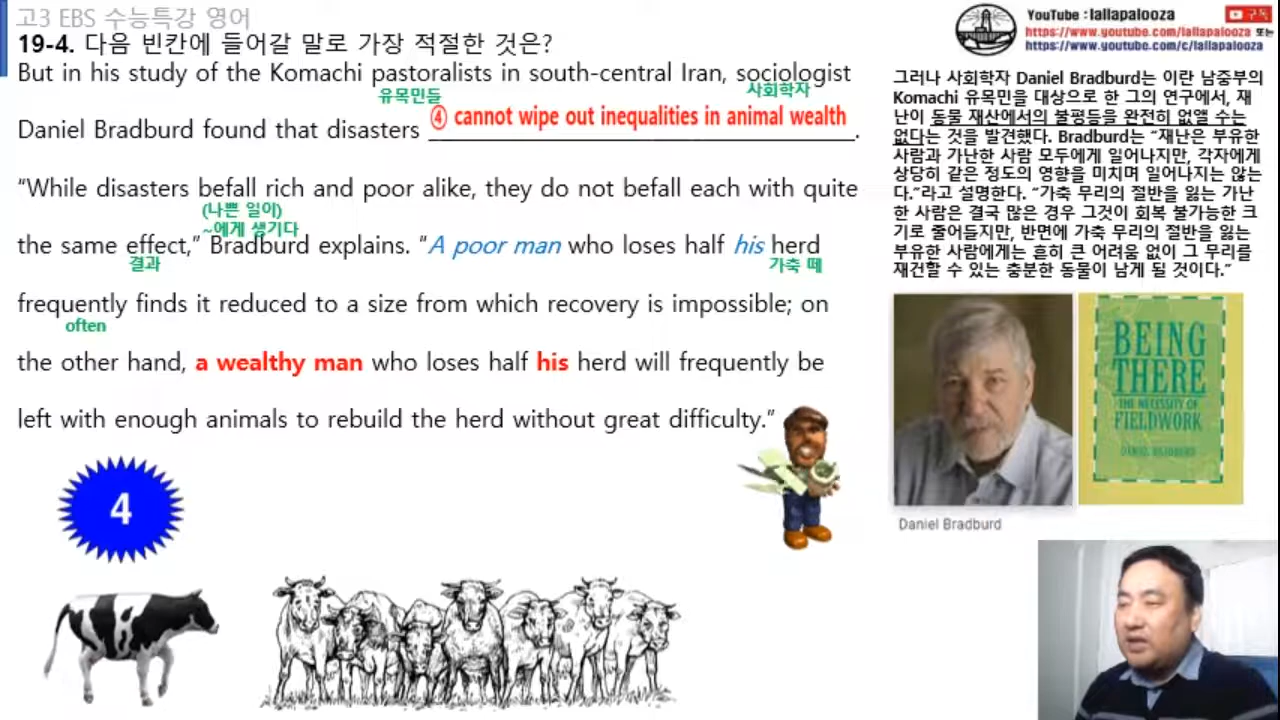 고3 EBS 수능특강 영어
19-4. 다음 빈칸에 들어갈 말로 가장 적절한 것은?
But in his study of the Komachi pastoralists in south-central Iran, sociologist
유목민들
사회학자
Daniel Bradburd found that disasters ④ cannot wipe out inequalities in animal wealth.
“While disasters befall rich and poor alike, they do not befall each with quite
(나쁜 일이)
~에게 생기다
the same effect,” Bradburd explains. “A poor man who loses half his herd
결과
가축 떼
frequently finds it reduced to a size from which recovery is impossible; on
often
the other hand, a wealthy man who loses half his herd will frequently be
left with enough animals to rebuild the herd without great difficulty.”
4
YouTube : lallapalooza
구독
https://www.youtube.com/lallapalooza 또는
https://www.youtube.com/c/lallapalooza
그러나 사회학자 Daniel Bradburd는 이란 남중부의
Komachi 유목민을 대상으로 한 그의 연구에서, 재
난이 동물 재산에서의 불평등을 완전히 없앨 수는
없다는 것을 발견했다. Bradburd는 “재난은 부유한
사람과 가난한 사람 모두에게 일어나지만, 각자에게
상당히 같은 정도의 영향을 미치며 일어나지는 않는
다.”라고 설명한다. “가축 무리의 절반을 잃는 가난
한 사람은 결국 많은 경우 그것이 회복 불가능한 크
기로 줄어들지만, 반면에 가축 무리의 절반을 잃는
부유한 사람에게는 흔히 큰 어려움 없이 그 무리를
재건할 수 있는 충분한 동물이 남게 될 것이다.”
BEING
THERE
THE NECESSITY OF
FIELDWORK
DANIEL BRADBURD
Daniel Bradburd